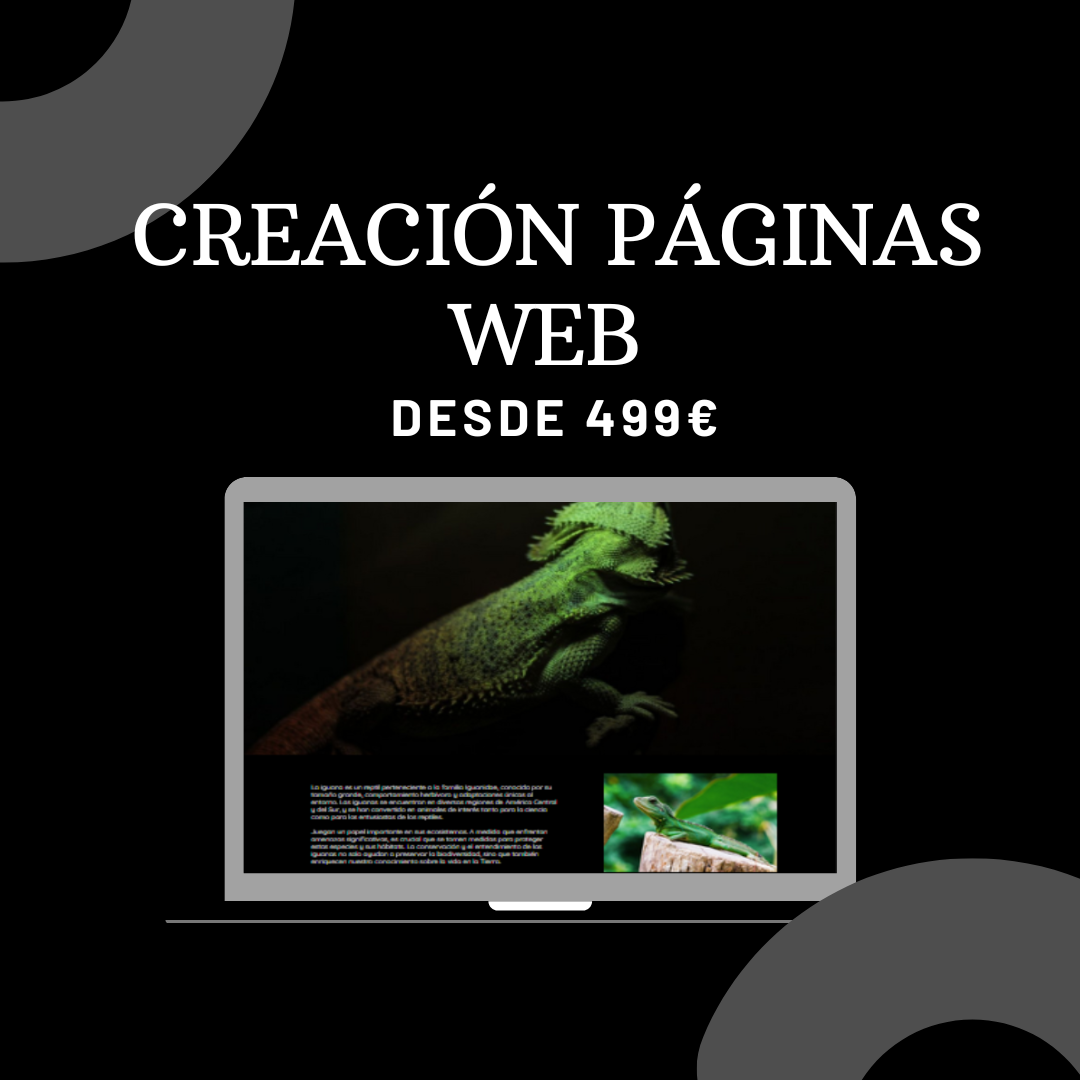 CREACIÓN PÁGINAS
WEB
DESDE 499€
La iguana es un reptil perteneciente a la familia Iguanidae, conocido por su
tamaño grande, comportamiento herbívoro y adaptaciones únicas al
entorno. Las iguanas se encuentran en diversas regiones de América Central
y del Sur, y se han convertido en animales de interés tanto para la ciencia
como para los entusiastas de los reptiles.
Juegan un papel importante en sus ecosistemas. A medida que enfrentan
amenazas significativas, es crucial que se tomen medidas para proteger
estas especies y sus hábitats. La conservación y el entendimiento de las
iguanas no solo ayudan a preservar la biodiversidad, sino que también
enriquecen nuestro conocimiento sobre la vida en la Tierra.